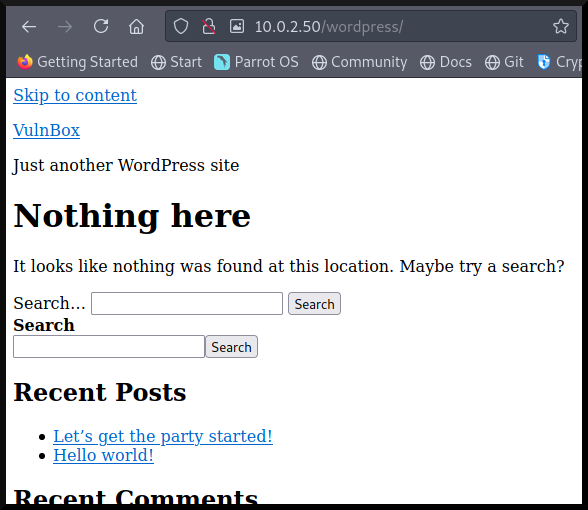 10.0.2.50/wordpress/
Getting Started Start Parrot OS Community Docs Git Cryp
Skip to content
VulnBox
Just another WordPress site
Nothing here
It looks like nothing was found at this location. Maybe try a search?
Search… Search
Search
Search
Recent Posts
Let’s get the party started!
Hello world!
Recent Comments